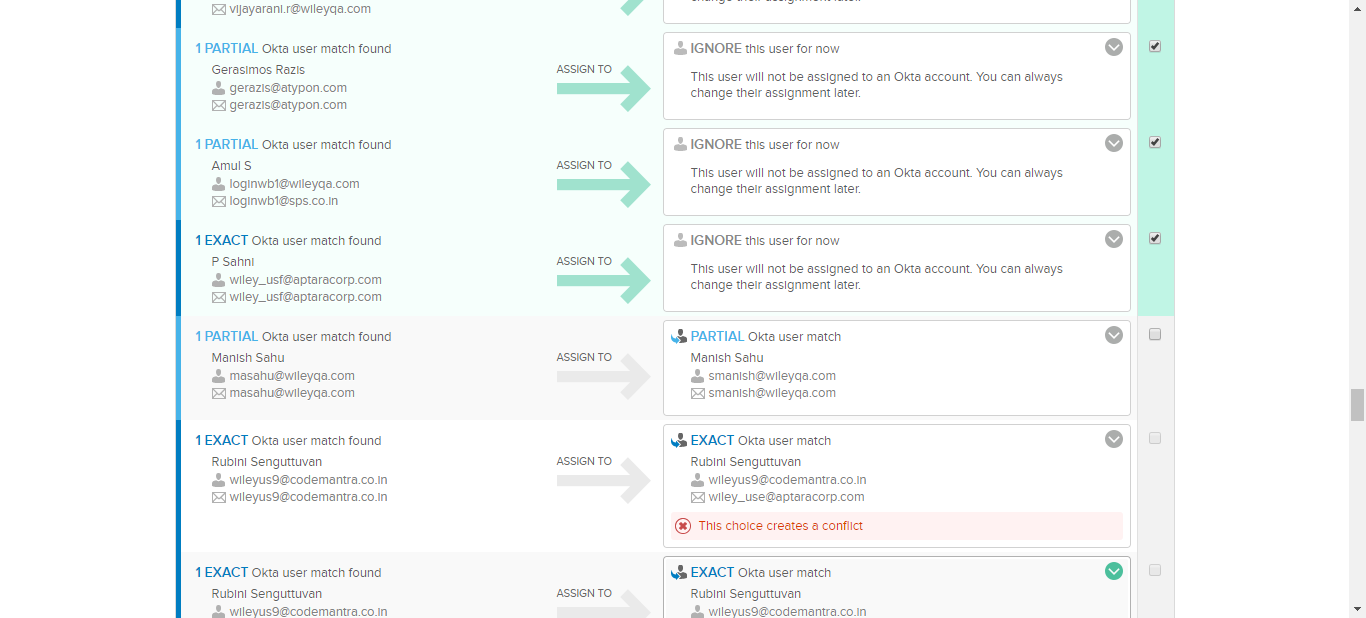 vijayarani.r@wileyqa.com
change their assignment later.
1 PARTIAL Okta user match found
Gerasimos Razis
gerazis@atypon.com
gerazis@atypon.com
ASSIGN TO
IGNORE this user for now
This user will not be assigned to an Okta account. You can always
change their assignment later.
1 PARTIAL Okta user match found
Amul S
loginwb1@wileyqa.com
loginwb1@sps.co.in
ASSIGN TO
IGNORE this user for now
This user will not be assigned to an Okta account. You can always
change their assignment later.
1 EXACT Okta user match found
P Sahni
wiley_usf@aptaracorp.com
wiley_usf@aptaracorp.com
ASSIGN TO
IGNORE this user for now
This user will not be assigned to an Okta account. You can always
change their assignment later.
1 PARTIAL Okta user match found
Manish Sahu
masahu@wileyqa.com
masahu@wileyqa.com
ASSIGN TO
PARTIAL Okta user match
Manish Sahu
smanish@wileyqa.com
smanish@wileyqa.com
1 EXACT Okta user match found
Rubini Senguttuvan
wileyus9@codemantra.co.in
wileyus9@codemantra.co.in
ASSIGN TO
EXACT Okta user match
Rubini Senguttuvan
wileyus9@codemantra.co.in
wiley_use@aptaracorp.com
This choice creates a conflict
1 EXACT Okta user match found
Rubini Senguttuvan
wileyus9@codemantra.co.in
ASSIGN TO
EXACT Okta user match
Rubini Senguttuvan
wileyus9@codemantra.co.in